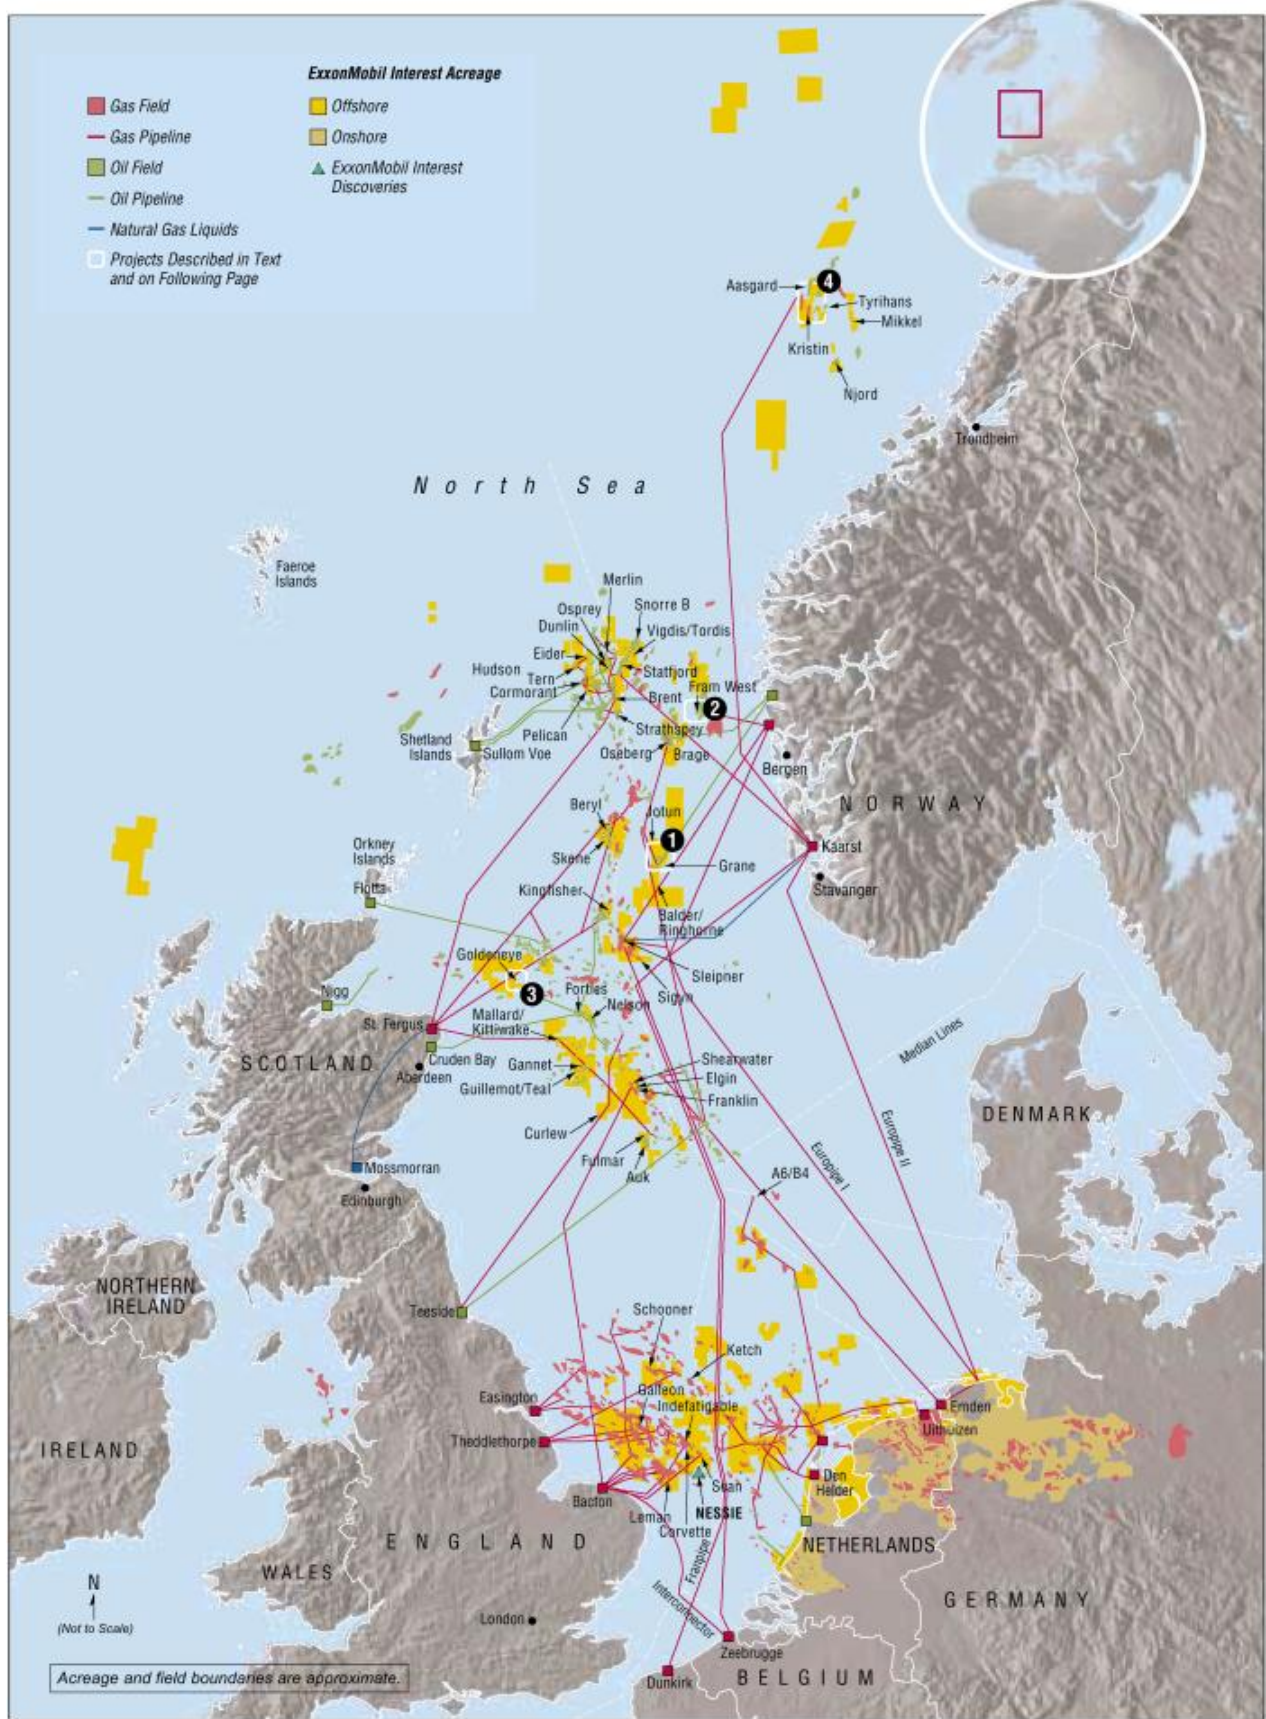 ExxonMobil Interest Acreage
Gas Field
Offshore
Gas Pipeline
Onshore
Oil Field
ExxonMobil Interest
Discoveries
Oil Pipeline
Natural Gas Liquids
Projects Described in Text
and on Following Page
Aasgard
4
Tyrihans
Mikkel
Kristin
Njord
Trondheim
North Sea
Faeroe
Islands
Merlin
Osprey
Snorre B
Dunlin
Vigdis/Tordis
Eider
Hudson
Statfjord
Tern
Fram West
Cormorant
Brent
2
Strathspey
Pelican
Shetland
Islands
Sullom Voe
Oseberg
Brage
Bergen
NORWAY
Beryl
Jotun
1
Orkney
Islands
Skene
Grane
Kaarst
Flotta
Kingfisher
Stavanger
Balder/
Ringhorne
Goldeneye
Sleipner
Nigg
3
Forties
Nelson
Sigyn
St. Fergus
Mallard/
Kittiwake
SCOTLAND
Cruden Bay
Aberdeen
Gannet
Guillemot/Teal
Shearwater
Elgin
Franklin
Median Lines
DENMARK
Curlew
Fulmar
Auk
Europipe I
Europipe II
Mossmorran
Edinburgh
A6/B4
NORTHERN
IRELAND
Teeside
Schooner
Ketch
Easington
Galleon
Indefatigable
Emden
Uithuizen
Theddlethorpe
IRELAND
Den
Helder
Bacton
Sean
Leman
NESSIE
Corvette
ENGLAND
NETHERLANDS
WALES
Franpipe
Interconnector
GERMANY
N
(Not to Scale)
London
Zeebrugge
Acreage and field boundaries are approximate.
Dunkirk
BELGIUM